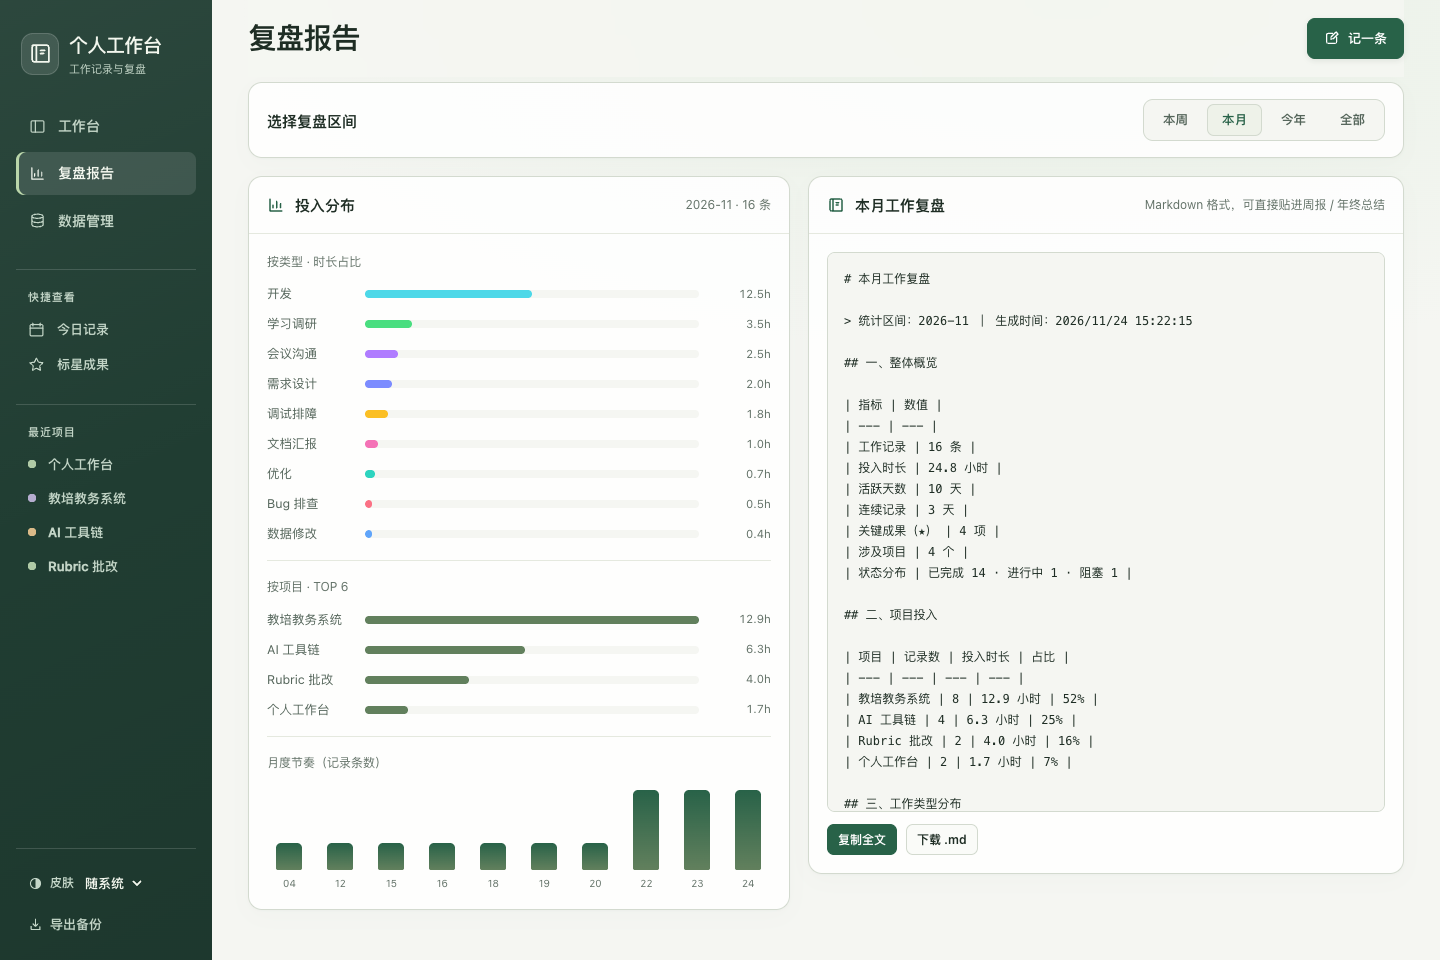 个人工作台
工作记录与复盘
工作台
复盘报告
数据管理
快捷查看
今日记录
标星成果
最近项目
个人工作台
教培教务系统
AI 工具链
Rubric 批改
皮肤 随系统
导出备份
复盘报告
记一条
选择复盘区间
本周 本月 今年 全部
投入分布 2026-11 · 16 条
按类型 · 时长占比
开发 12.5h
学习调研 3.5h
会议沟通 2.5h
需求设计 2.0h
调试排障 1.8h
文档汇报 1.0h
优化 0.7h
Bug 排查 0.5h
数据修改 0.4h
按项目 · TOP 6
教培教务系统 12.9h
AI 工具链 6.3h
Rubric 批改 4.0h
个人工作台 1.7h
月度节奏（记录条数）
04 12 15 16 18 19 20 22 23 24
本月工作复盘 Markdown 格式，可直接贴进周报 / 年终总结
# 本月工作复盘
> 统计区间：2026-11 ｜ 生成时间：2026/11/24 15:22:15
## 一、整体概览
| 指标 | 数值 |
| --- | --- |
| 工作记录 | 16 条 |
| 投入时长 | 24.8 小时 |
| 活跃天数 | 10 天 |
| 连续记录 | 3 天 |
| 关键成果（★） | 4 项 |
| 涉及项目 | 4 个 |
| 状态分布 | 已完成 14 · 进行中 1 · 阻塞 1 |
## 二、项目投入
| 项目 | 记录数 | 投入时长 | 占比 |
| --- | --- | --- | --- |
| 教培教务系统 | 8 | 12.9 小时 | 52% |
| AI 工具链 | 4 | 6.3 小时 | 25% |
| Rubric 批改 | 2 | 4.0 小时 | 16% |
| 个人工作台 | 2 | 1.7 小时 | 7% |
## 三、工作类型分布
复制全文 下载 .md